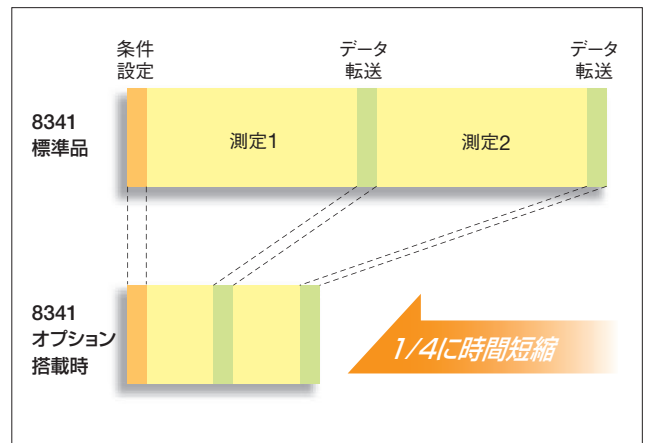 条件
設定
データ
転送
データ
転送
8341
標準品
測定1
測定2
8341
オプション
搭載時
1/4に時間短縮